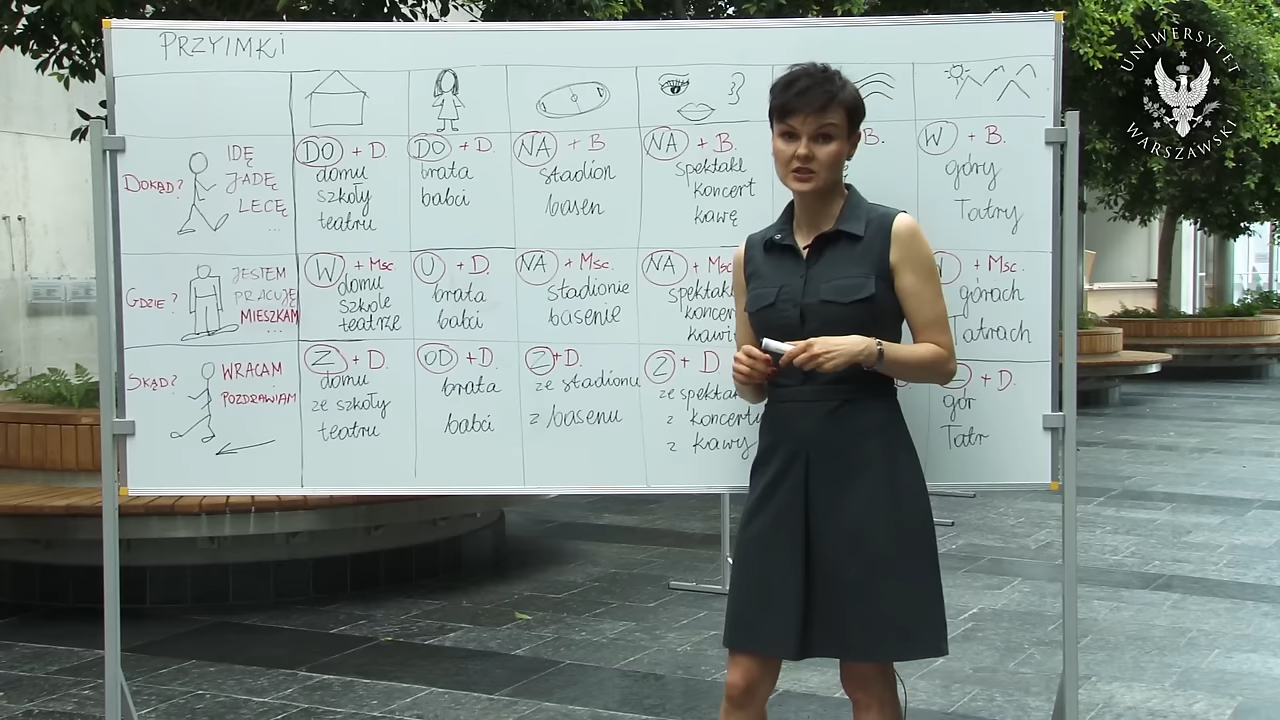 PRZYIMKI
DOKĄD?
IDĘ
JADĘ
LECĘ
...
DO + D.
domu
szkoły
teatru
DO + D.
brata
babci
NA + B
stadion
basen
NA + B.
spektakl
koncert
kawę
B.
W + B.
góry
Tatry
GDZIE?
JESTEM
PRACUJĘ
MIESZKAM
...
W + Msc.
domu
szkole
teatrze
U + D.
brata
babci
NA + Msc.
stadionie
basenie
NA + Msc
+ Msc.
górach
Tatrach
SKĄD?
WRACAM
POZDRAWIAM
Z + D.
domu
ze szkoły
teatru
OD + D.
brata
babci
Z + D.
ze stadionu
z basenu
Z + D
z koncertu
z kawy
+ D.
gór
Tatr
UNIWERSYTET
WARSZAWSKI